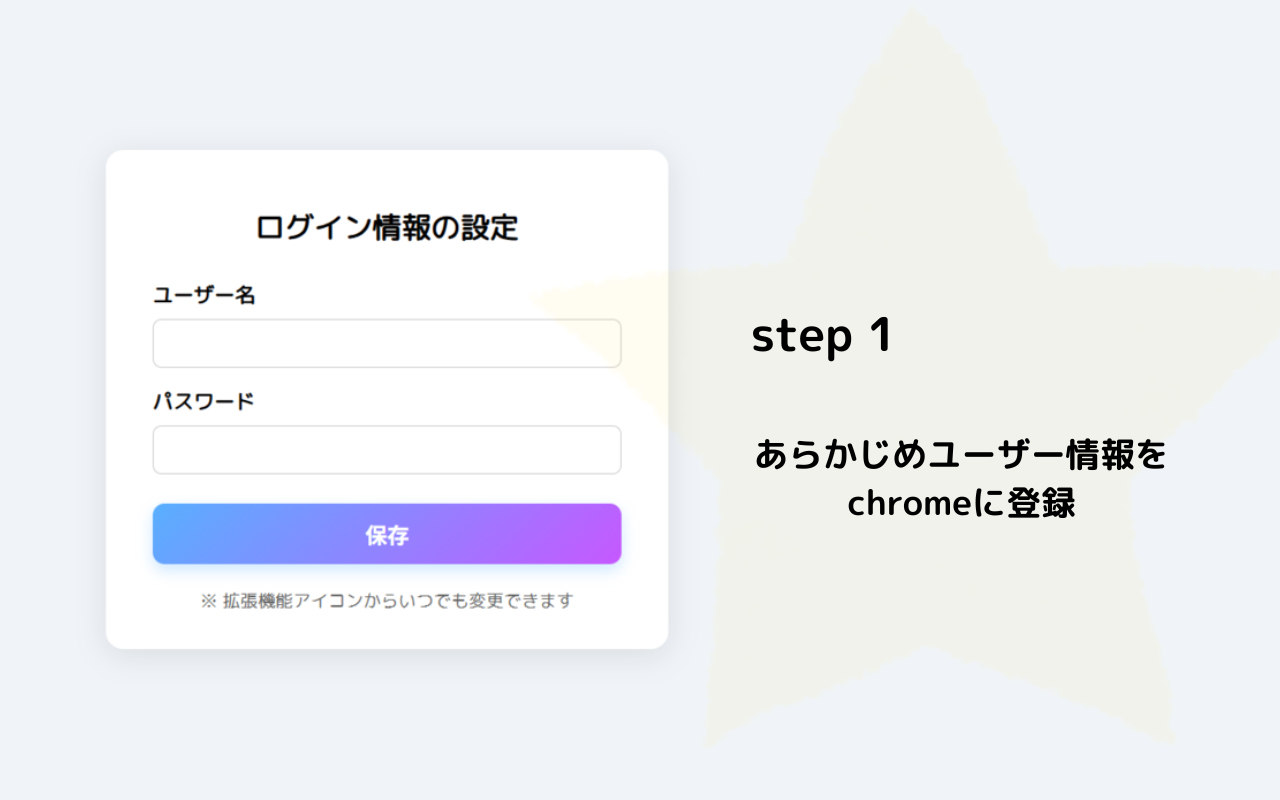 ログイン情報の設定
ユーザー名
パスワード
保存
※ 拡張機能アイコンからいつでも変更できます
step 1
あらかじめユーザー情報を
chromeに登録